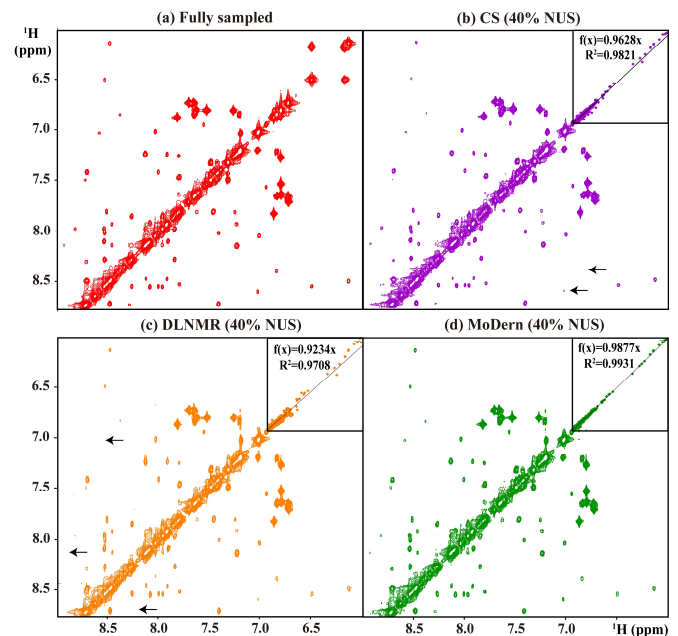 (a) Fully sampled
(b) CS (40% NUS)
¹H
(ppm)
6.5
7.0
7.5
8.0
8.5
f(x)=0.9628x
R²=0.9821
(c) DLNMR (40% NUS)
(d) MoDern (40% NUS)
6.5
7.0
7.5
8.0
8.5
f(x)=0.9234x
R²=0.9708
f(x)=0.9877x
R²=0.9931
8.5 8.0 7.5 7.0 6.5
8.5 8.0 7.5 7.0 ¹H (ppm)